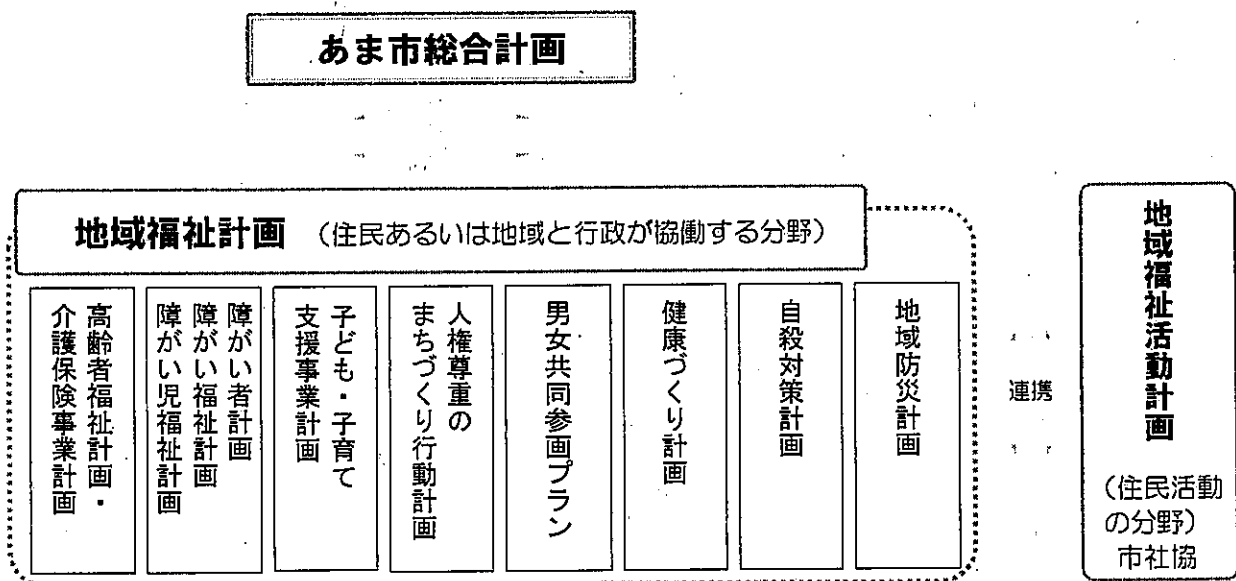 あま市総合計画
地域福祉計画 (住民あるいは地域と行政が協働する分野)
高齢者福祉計画・
介護保険事業計画
障がい者計画
障がい福祉計画
障がい児福祉計画
子ども・子育て
支援事業計画
人権尊重の
まちづくり行動計画
男女共同参画プラン
健康づくり計画
自殺対策計画
地域防災計画
連携
地域福祉活動計画
(住民活動
の分野)
市社協